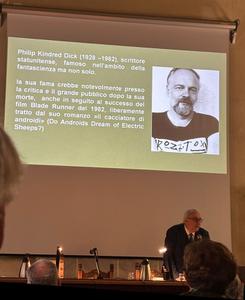 Philip Kindred Dick (1928 –1982), scrittore
statunitense, famoso nell'ambito della
fantascienza ma non solo.
la sua fama crebbe notevolmente presso
la critica e il grande pubblico dopo la sua
morte, anche in seguito al successo del
film Blade Runner del 1982, liberamente
tratto dal suo romanzo «Il cacciatore di
androidi» (Do Androids Dream of Electric
Sheeps?)
ROZZTOX